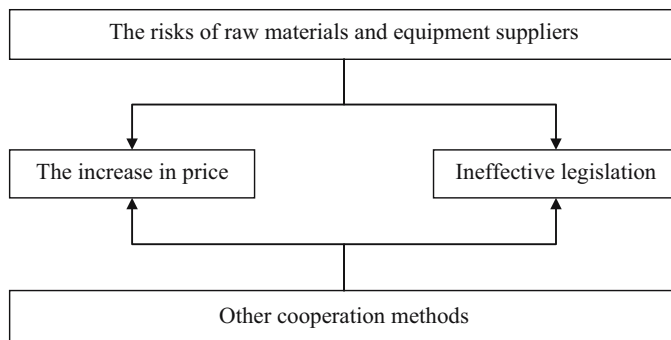 The risks of raw materials and equipment suppliers
The increase in price
Ineffective legislation
Other cooperation methods